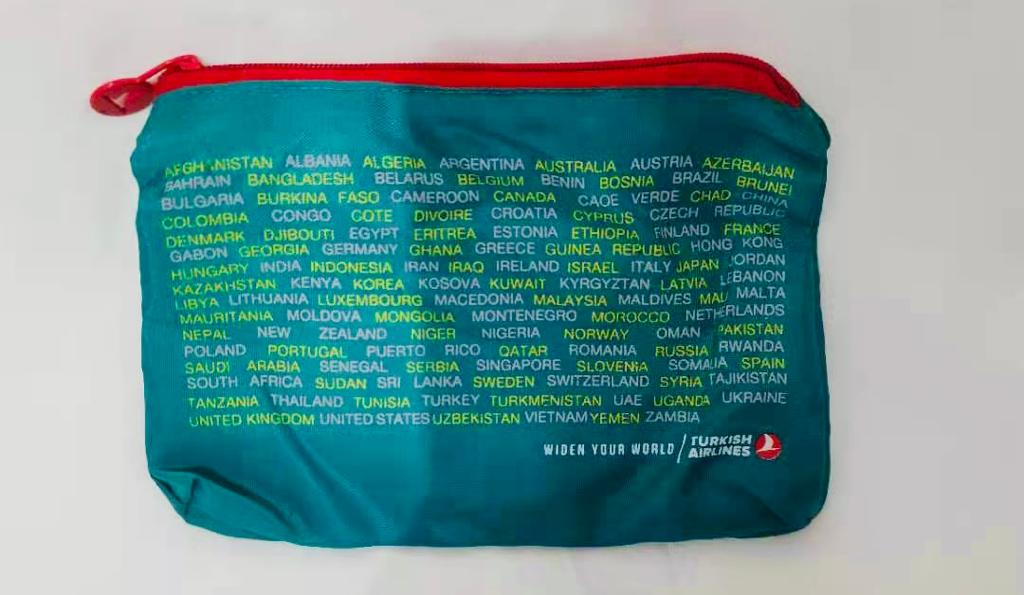 AFGHANISTAN ALBANIA ALGERIA ARGENTINA AUSTRALIA AUSTRIA AZERBAIJAN
BAHRAIN BANGLADESH BELARUS BELGIUM BENIN BOSNIA BRAZIL BRUNEI
BULGARIA BURKINA FASO CAMEROON CANADA CAOE VERDE CHAD CHINA
COLOMBIA CONGO COTE DIVOIRE CROATIA CYPRUS CZECH REPUBLIC
DENMARK DJIBOUTI EGYPT ERITREA ESTONIA ETHIOPIA FINLAND FRANCE
GABON GEORGIA GERMANY GHANA GREECE GUINEA REPUBLIC HONG KONG
HUNGARY INDIA INDONESIA IRAN IRAQ IRELAND ISRAEL ITALY JAPAN JORDAN
KAZAKHSTAN KENYA KOREA KOSOVA KUWAIT KYRGYZTAN LATVIA LEBANON
LIBYA LITHUANIA LUXEMBOURG MACEDONIA MALAYSIA MALDIVES MALI MALTA
MAURITANIA MOLDOVA MONGOLIA MONTENEGRO MOROCCO NETHERLANDS
NEPAL NEW ZEALAND NIGER NIGERIA NORWAY OMAN PAKISTAN
POLAND PORTUGAL PUERTO RICO QATAR ROMANIA RUSSIA RWANDA
SAUDI ARABIA SENEGAL SERBIA SINGAPORE SLOVENIA SOMALIA SPAIN
SOUTH AFRICA SUDAN SRI LANKA SWEDEN SWITZERLAND SYRIA TAJIKISTAN
TANZANIA THAILAND TUNISIA TURKEY TURKMENISTAN UAE UGANDA UKRAINE
UNITED KINGDOM UNITED STATES UZBEKISTAN VIETNAM YEMEN ZAMBIA
WIDEN YOUR WORLD / TURKISH
AIRLINES